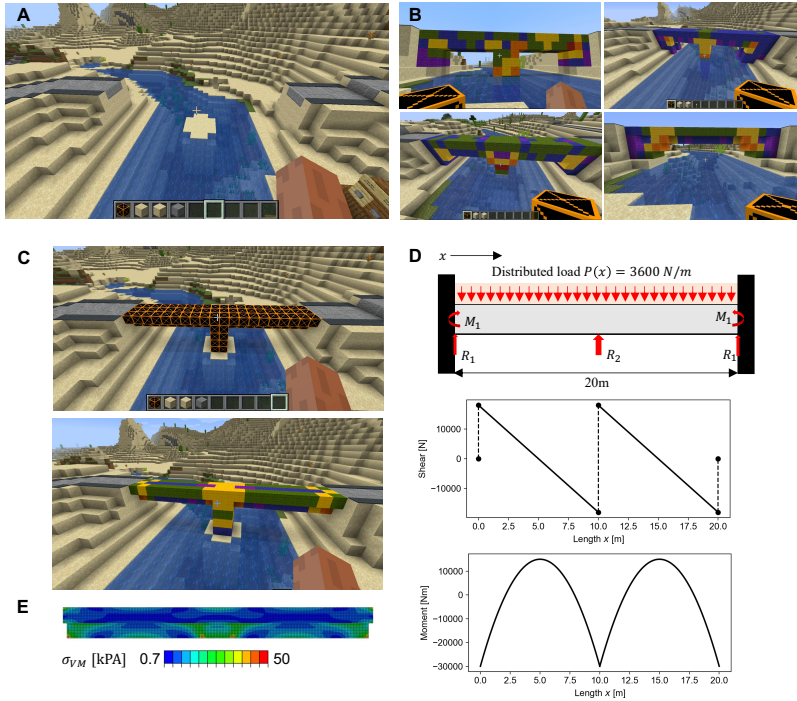 A
B
C
D
x
Distributed load P(x) = 3600 N/m
M₁
M₁
R₁
R₂
R₁
20m
Shear [N]
10000
0
−10000
0.0 2.5 5.0 7.5 10.0 12.5 15.0 17.5 20.0
Length x [m]
Moment [Nm]
10000
0
−10000
−20000
−30000
0.0 2.5 5.0 7.5 10.0 12.5 15.0 17.5 20.0
Length x [m]
E
σVM [kPA] 0.7 50